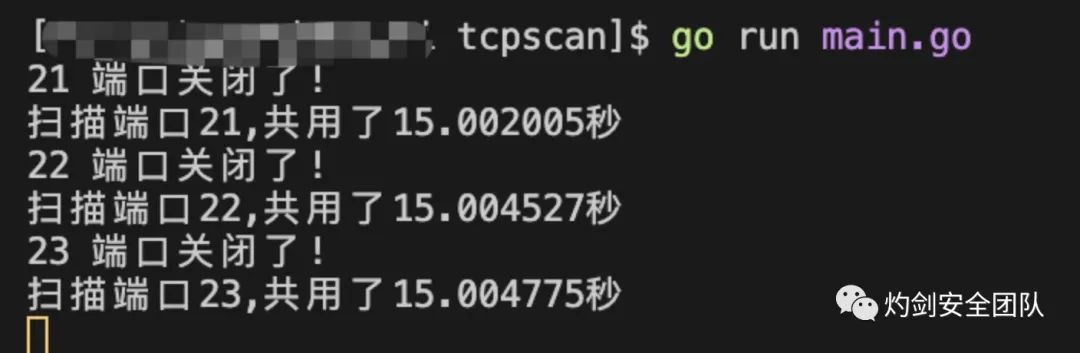 [ tcpscan]$ go run main.go
21 端口关闭了!
扫描端口21,共用了15.002005秒
22 端口关闭了!
扫描端口22,共用了15.004527秒
23 端口关闭了!
扫描端口23,共用了15.004775秒
灼剑安全团队